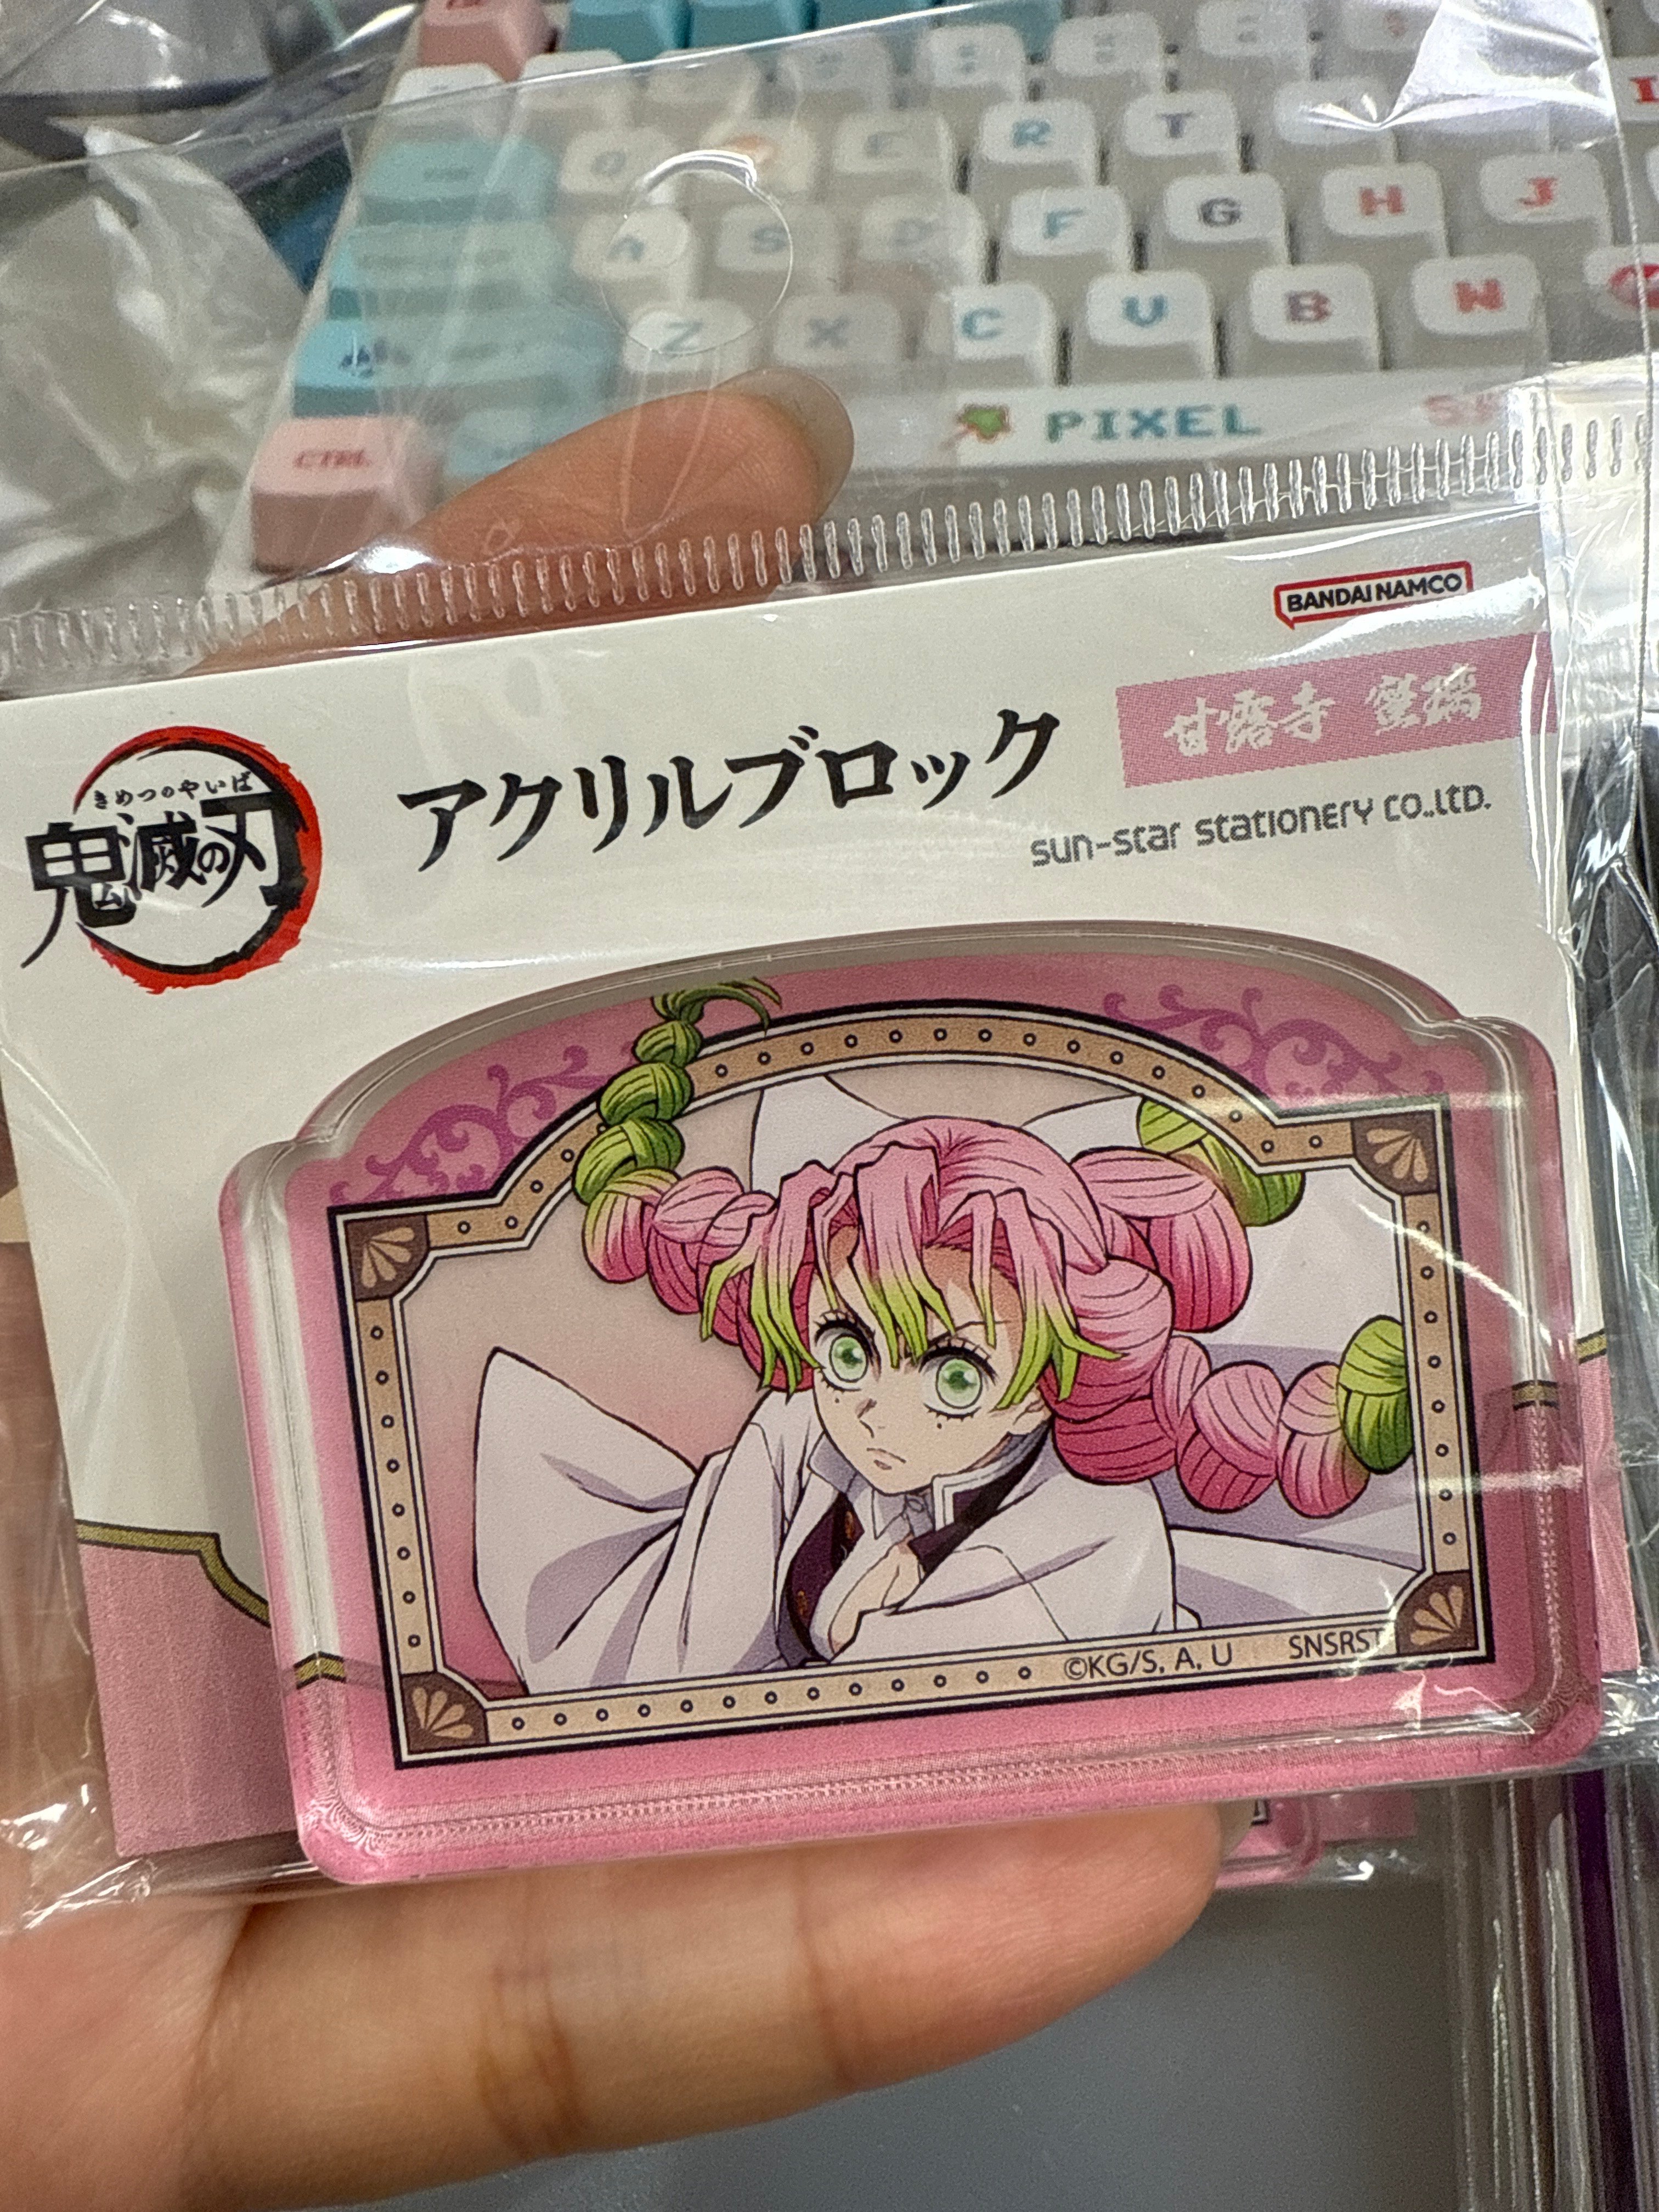 R T
A S D F G H J
Z X C V B N
CTRL PIXEL
BANDAI NAMCO
甘露寺 蜜璃
きめつのやいば
鬼滅の刃
アクリルブロック
sun-star stationery co.,ltd.
©KG/S, A, U SNSRST